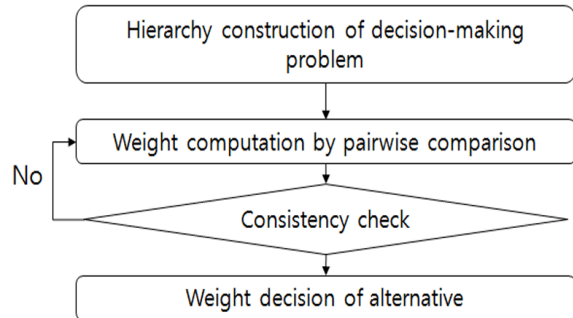 Hierarchy construction of decision-making
problem
Weight computation by pairwise comparison
No
Consistency check
Weight decision of alternative